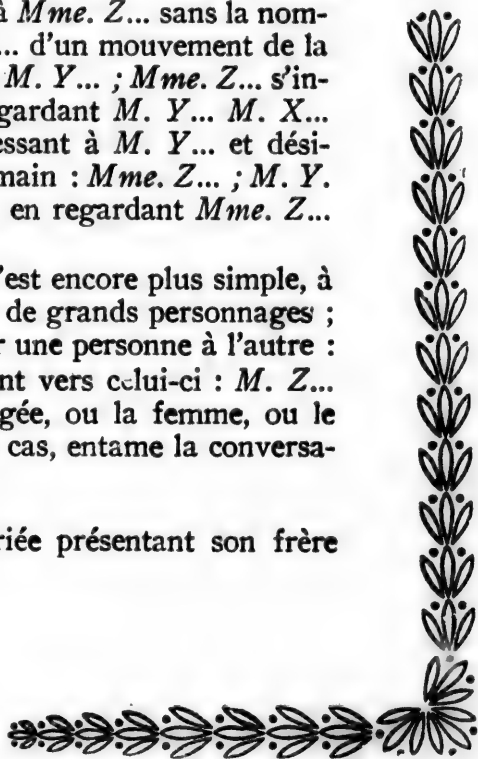 à Mme. Z... sans la nom-
... d'un mouvement de la
M. Y... ; Mme. Z... s'in-
gardant M. Y... M. X...
essant à M. Y... et dési-
main : Mme. Z... ; M. Y.
en regardant Mme. Z...
'est encore plus simple, à
de grands personnages ;
r une personne à l'autre :
nt vers celui-ci : M. Z...
gée, ou la femme, ou le
cas, entame la conversa-
riée présentant son frère